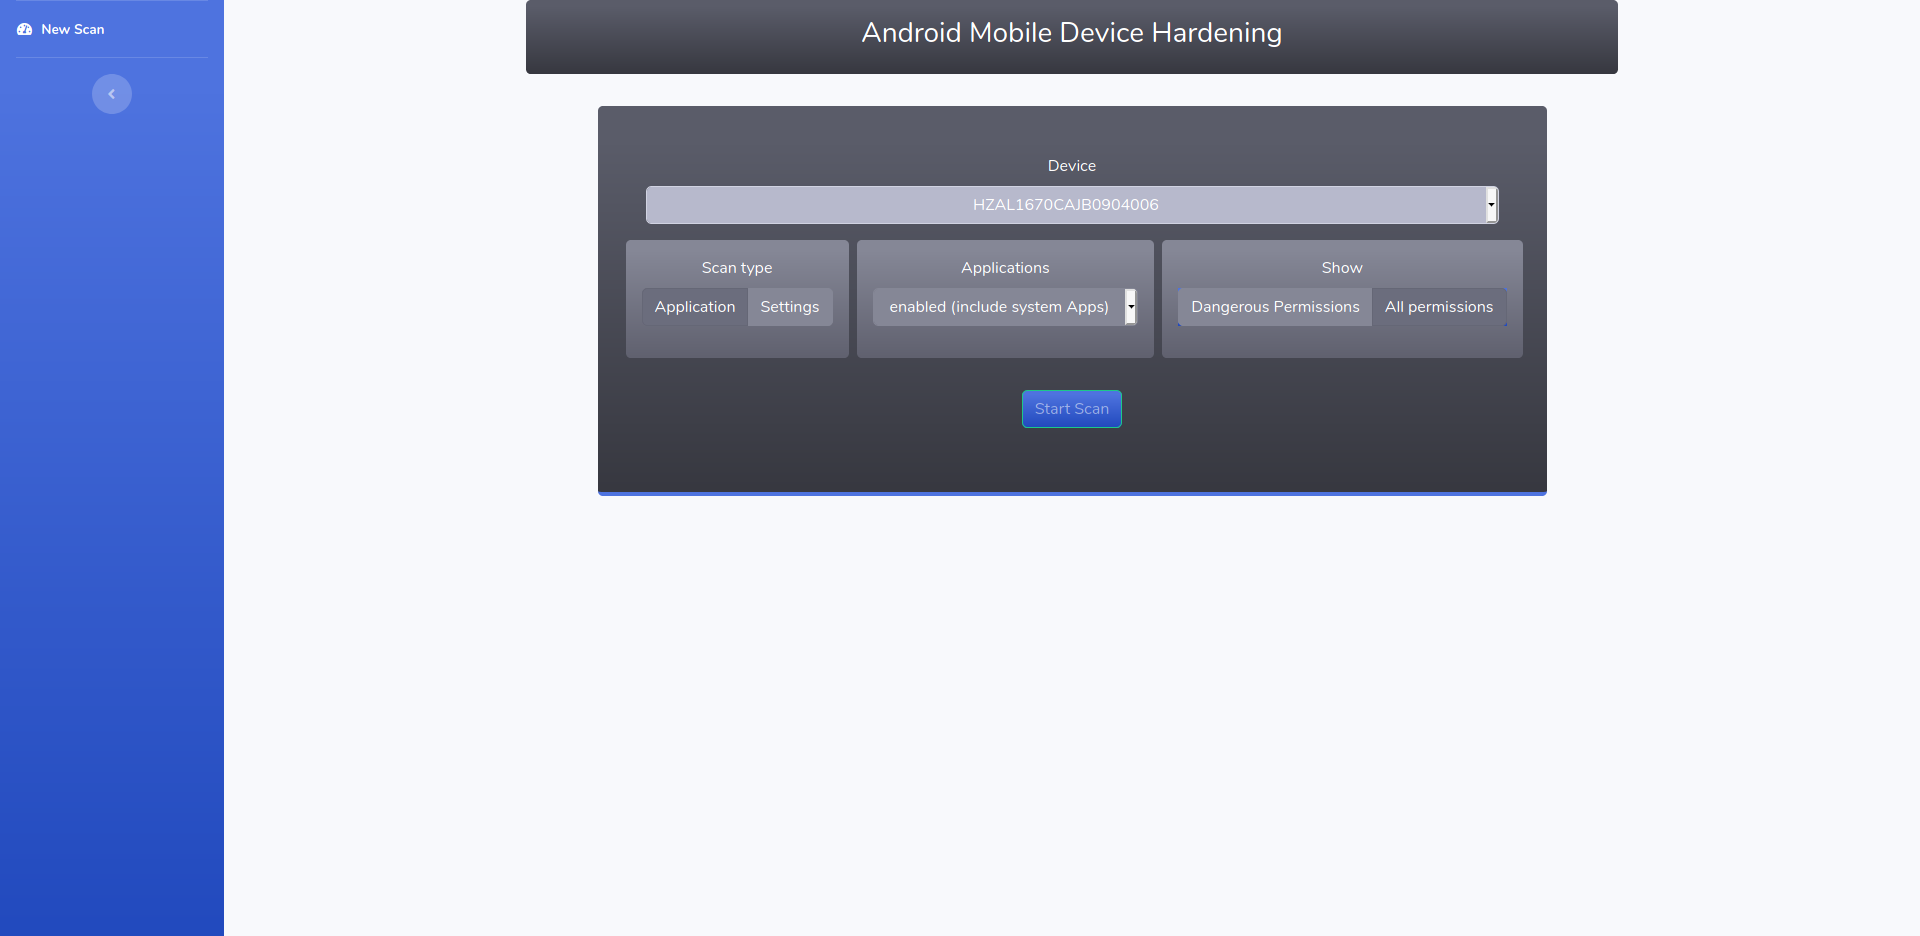 New Scan
Android Mobile Device Hardening
Device
HZAL1670CAJB0904006
Scan type
Application Settings
Applications
enabled (include system Apps)
Show
Dangerous Permissions All permissions
Start Scan